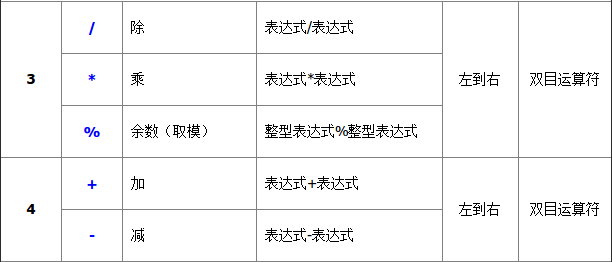 3
/ 除 表达式/表达式 左到右 双目运算符
* 乘 表达式*表达式
% 余数（取模） 整型表达式%整型表达式
4
+ 加 表达式+表达式 左到右 双目运算符
- 减 表达式-表达式